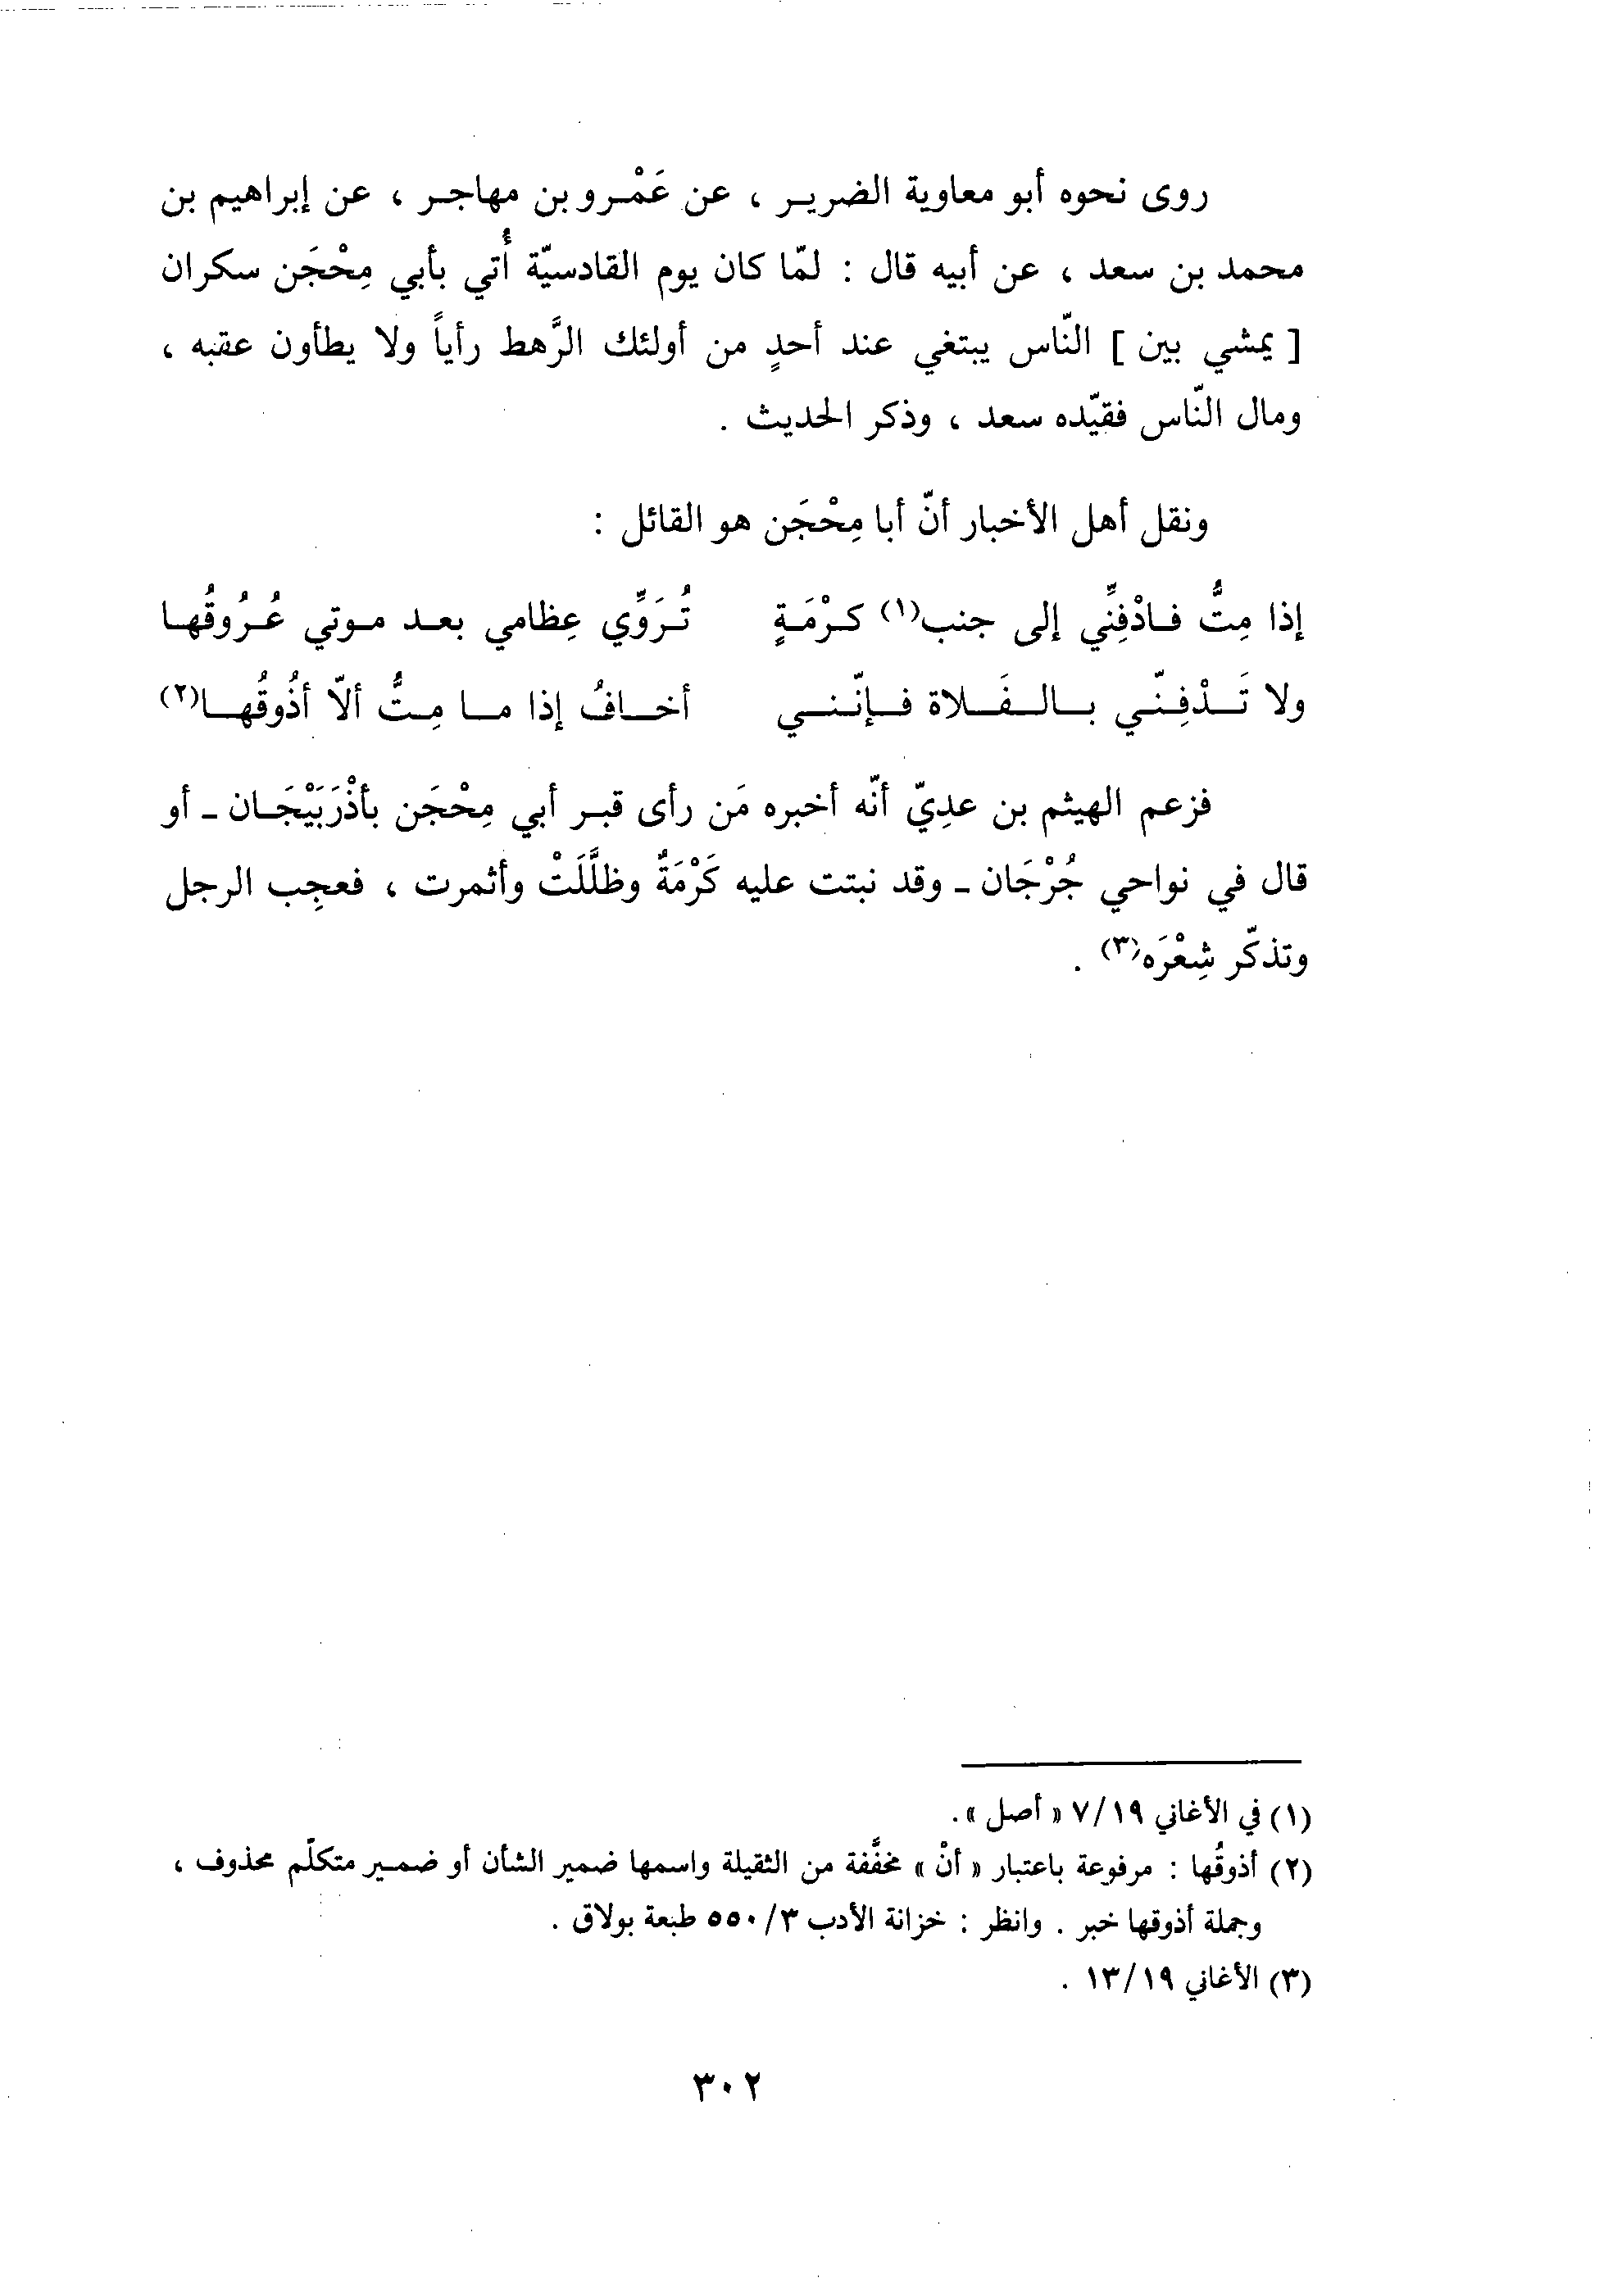 روى نحوه أبو معاوية الضرير ، عن عَمْرو بن مهاجر ، عن إبراهيم بن
محمد بن سعد ، عن أبيه قال : لمّا كان يوم القادسيّة أُتي بأبي مِحْجَن سكران
[ يمشي بين ] النّاس يبتغي عند أحدٍ من أولئك الرَّهط رأياً ولا يطأون عقبه ،
ومال النّاس فقيّده سعد ، وذكر الحديث .
ونقل أهل الأخبار أنّ أبا مِحْجَن هو القائل :
إذا مِتُّ فادْفِنِّي إلى جنب(١) كرْمَةٍ تُرَوِّي عِظامي بعد موتي عُرُوقُها
ولا تَدْفِنّي بالفَلاة فإنّني أخافُ إذا ما مِتُّ ألاّ أذُوقُها(٢)
فزعم الهيثم بن عدِيّ أنّه أخبره مَن رأى قبر أبي مِحْجَن بأذْرَبَيْجَان - أو
قال في نواحي جُرْجَان - وقد نبتت عليه كَرْمَةٌ وظلَّلَتْ وأثمرت ، فعجِب الرجل
وتذكّر شِعْرَه(٣) .
(١) في الأغاني ٧/١٩ « أصل ».
(٢) أذوقُها : مرفوعة باعتبار « أنْ » مخفَّفة من الثقيلة واسمها ضمير الشأن أو ضمير متكلّم محذوف ،
وجملة أذوقها خبر . وانظر : خزانة الأدب ٥٥٠/٣ طبعة بولاق .
(٣) الأغاني ١٣/١٩ .
٣٠٢